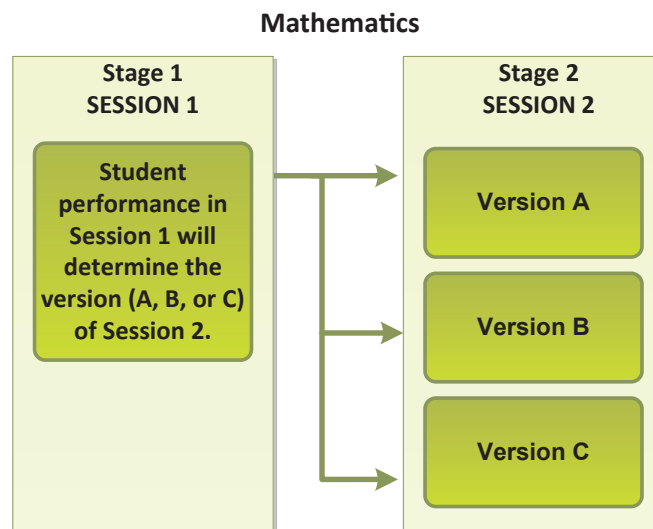 Mathematics
Stage 1
SESSION 1
Student
performance in
Session 1 will
determine the
version (A, B, or C)
of Session 2.
Stage 2
SESSION 2
Version A
Version B
Version C